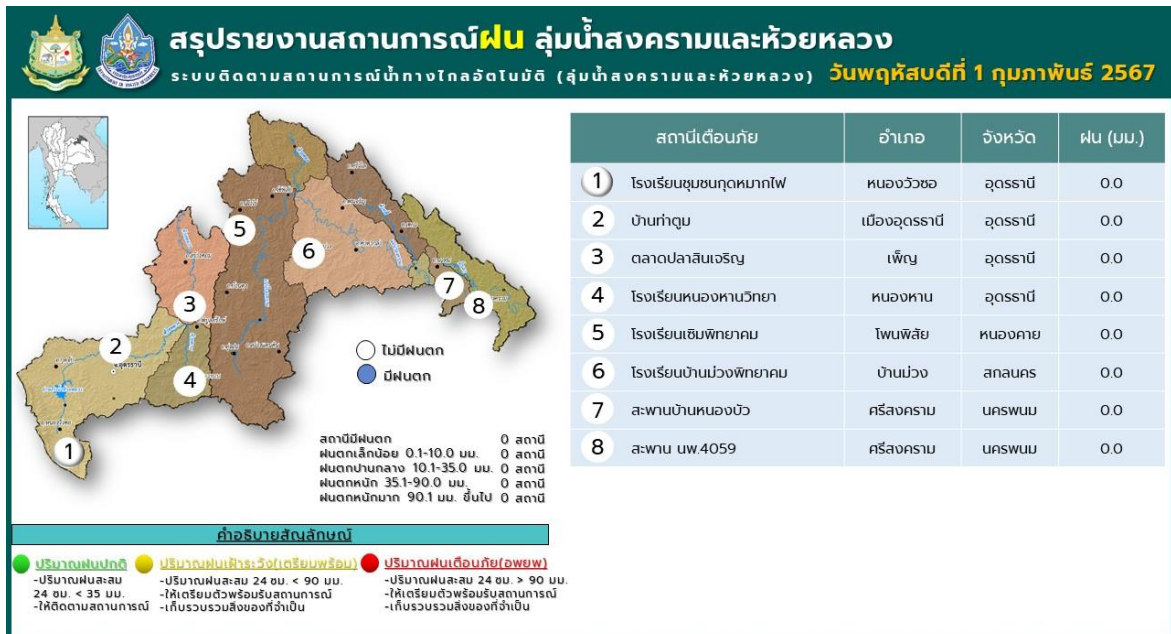 สรุปรายงานสถานการณ์ฝน ลุ่มน้ำสงครามและห้วยหลวง
ระบบติดตามสถานการณ์น้ำทางไกลอัตโนมัติ (ลุ่มน้ำสงครามและห้วยหลวง) วันพฤหัสบดีที่ 1 กุมภาพันธ์ 2567
สถานีเตือนภัย อำเภอ จังหวัด ฝน (มม.)
1 โรงเรียนชุมชนกุดหมากไฟ หนองวัวซอ อุดรธานี 0.0
2 บ้านท่าตูม เมืองอุดรธานี อุดรธานี 0.0
3 ตลาดปลาสินเจริญ เพ็ญ อุดรธานี 0.0
4 โรงเรียนหนองหานวิทยา หนองหาน อุดรธานี 0.0
5 โรงเรียนเซิมพิทยาคม โพนพิสัย หนองคาย 0.0
6 โรงเรียนบ้านม่วงพิทยาคม บ้านม่วง สกลนคร 0.0
7 สะพานบ้านหนองบัว ศรีสงคราม นครพนม 0.0
8 สะพาน นพ.4059 ศรีสงคราม นครพนม 0.0
5
6
7
8
3
2
อุดรธานี
4
1
ไม่มีฝนตก
มีฝนตก
สถานีมีฝนตก 0 สถานี
ฝนตกเล็กน้อย 0.1-10.0 มม. 0 สถานี
ฝนตกปานกลาง 10.1-35.0 มม. 0 สถานี
ฝนตกหนัก 35.1-90.0 มม. 0 สถานี
ฝนตกหนักมาก 90.1 มม. ขึ้นไป 0 สถานี
คำอธิบายสัญลักษณ์
ปริมาณฝนปกติ
-ปริมาณฝนสะสม
24 ชม. < 35 มม.
-ให้ติดตามสถานการณ์
ปริมาณฝนเฝ้าระวัง(เตรียมพร้อม)
-ปริมาณฝนสะสม 24 ชม. < 90 มม.
-ให้เตรียมตัวพร้อมรับสถานการณ์
-เก็บรวบรวมสิ่งของที่จำเป็น
ปริมาณฝนเตือนภัย(อพยพ)
-ปริมาณฝนสะสม 24 ชม. > 90 มม.
-ให้เตรียมตัวพร้อมรับสถานการณ์
-เก็บรวบรวมสิ่งของที่จำเป็น